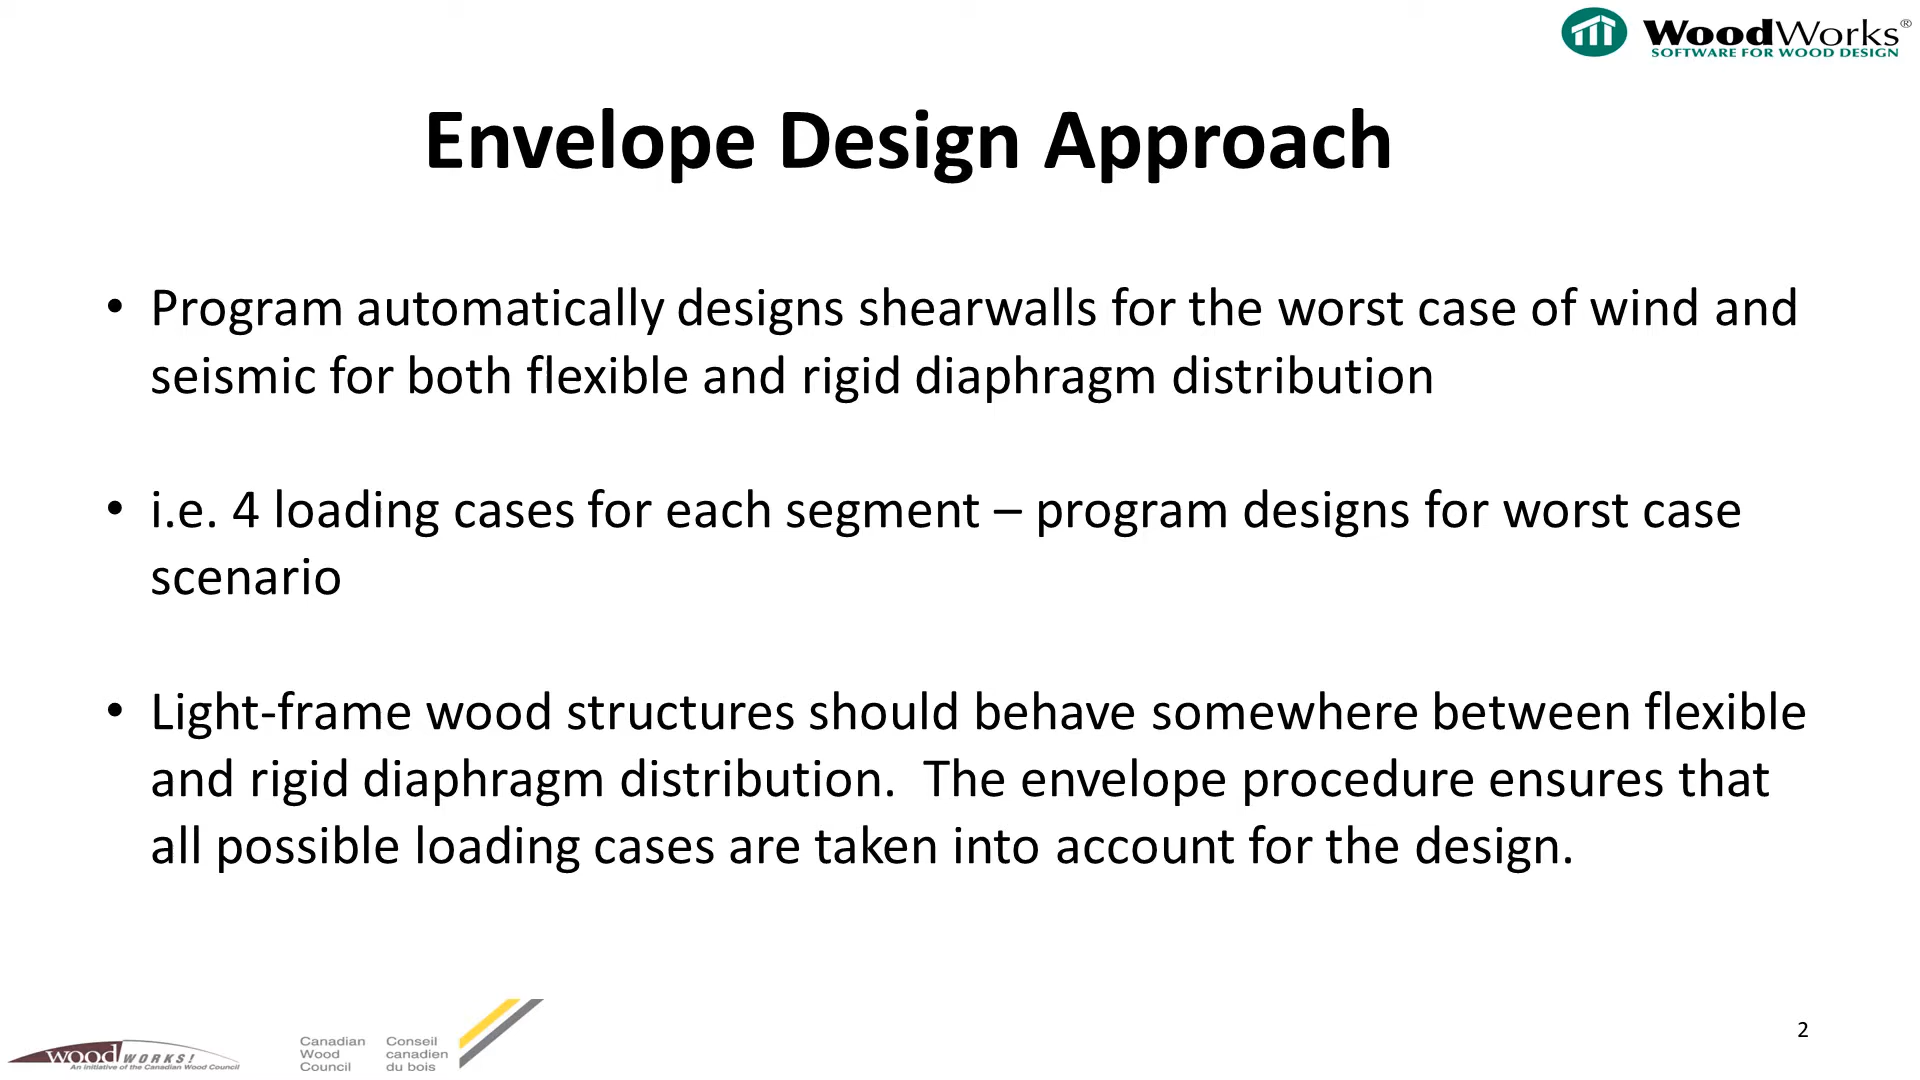 WoodWorks®
SOFTWARE FOR WOOD DESIGN
Envelope Design Approach
• Program automatically designs shearwalls for the worst case of wind and
seismic for both flexible and rigid diaphragm distribution
• i.e. 4 loading cases for each segment – program designs for worst case
scenario
• Light-frame wood structures should behave somewhere between flexible
and rigid diaphragm distribution.  The envelope procedure ensures that
all possible loading cases are taken into account for the design.
wood WORKS!
An Initiative of the Canadian Wood Council
Canadian
Wood
Council
Conseil
canadien
du bois
2